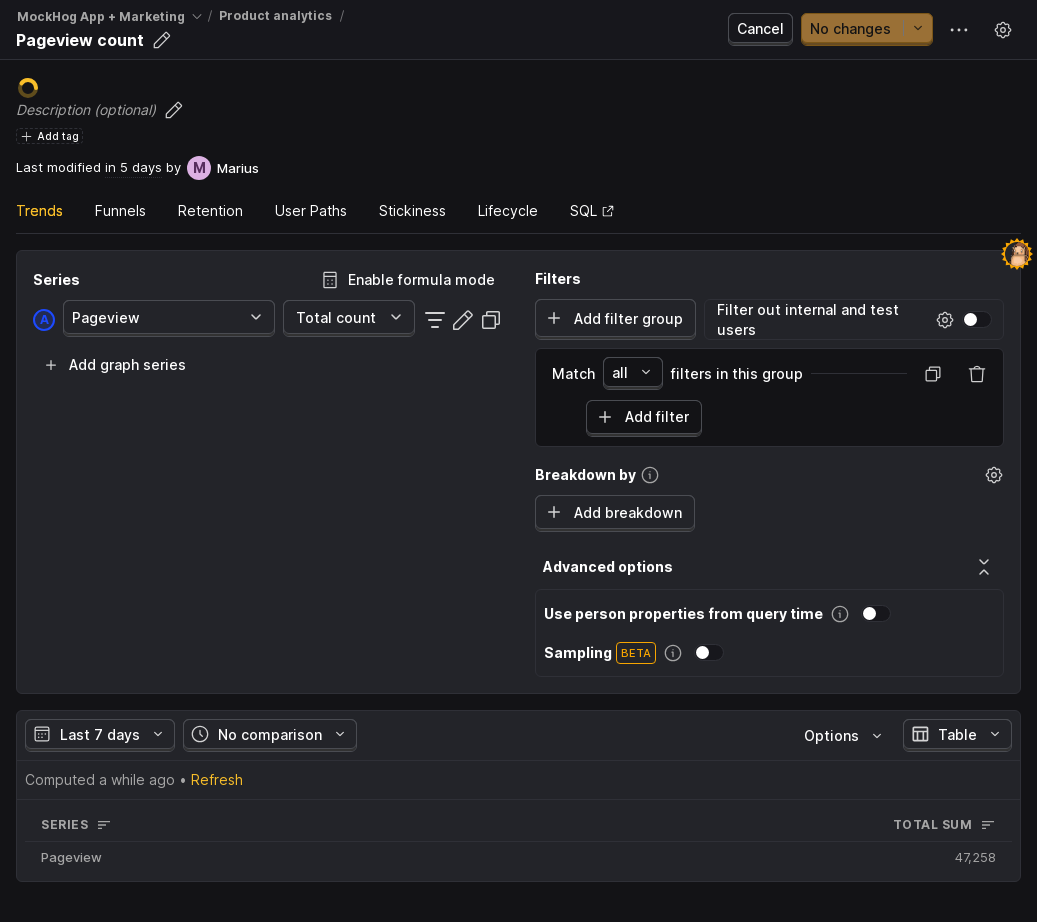 MockHog App + Marketing / Product analytics /
Pageview count
Cancel
No changes
Description (optional)
Add tag
Last modified in 5 days by M Marius
Trends Funnels Retention User Paths Stickiness Lifecycle SQL
Series
Enable formula mode
A Pageview Total count
Add graph series
Filters
Add filter group
Filter out internal and test
users
Match all filters in this group
Add filter
Breakdown by
Add breakdown
Advanced options
Use person properties from query time
Sampling BETA
Last 7 days No comparison Options Table
Computed a while ago • Refresh
SERIES TOTAL SUM
Pageview 47,258